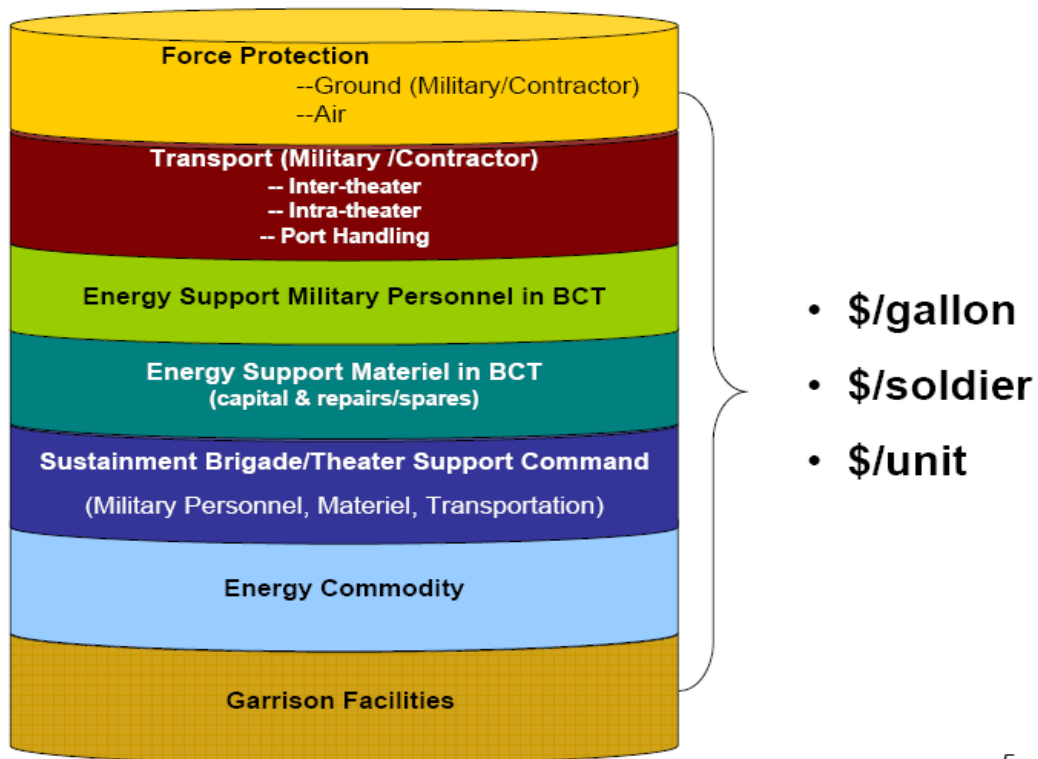 Force Protection
--Ground (Military/Contractor)
--Air
Transport (Military /Contractor)
-- Inter-theater
-- Intra-theater
-- Port Handling
Energy Support Military Personnel in BCT
Energy Support Materiel in BCT
(capital & repairs/spares)
Sustainment Brigade/Theater Support Command
(Military Personnel, Materiel, Transportation)
Energy Commodity
Garrison Facilities
• $/gallon
• $/soldier
• $/unit